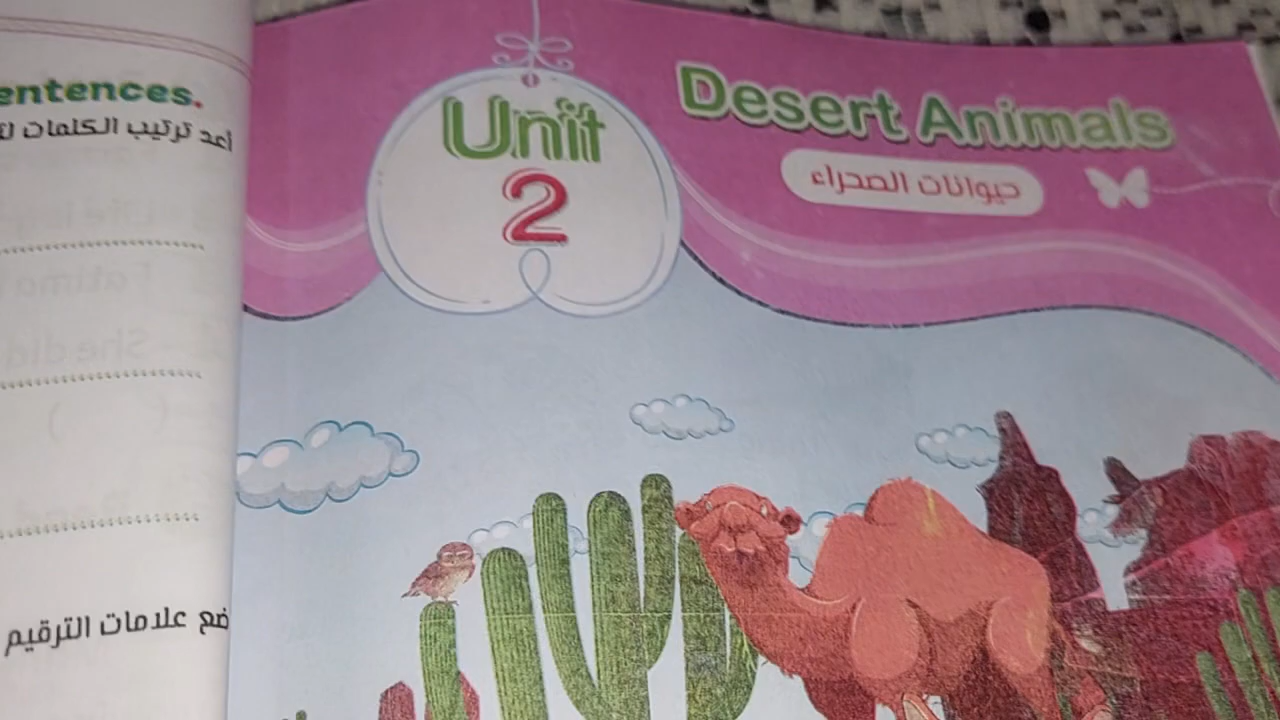 entences.
أعد ترتيب الكلمات
ضع علامات الترقيم
Unit
2
Desert Animals
حيوانات الصحراء